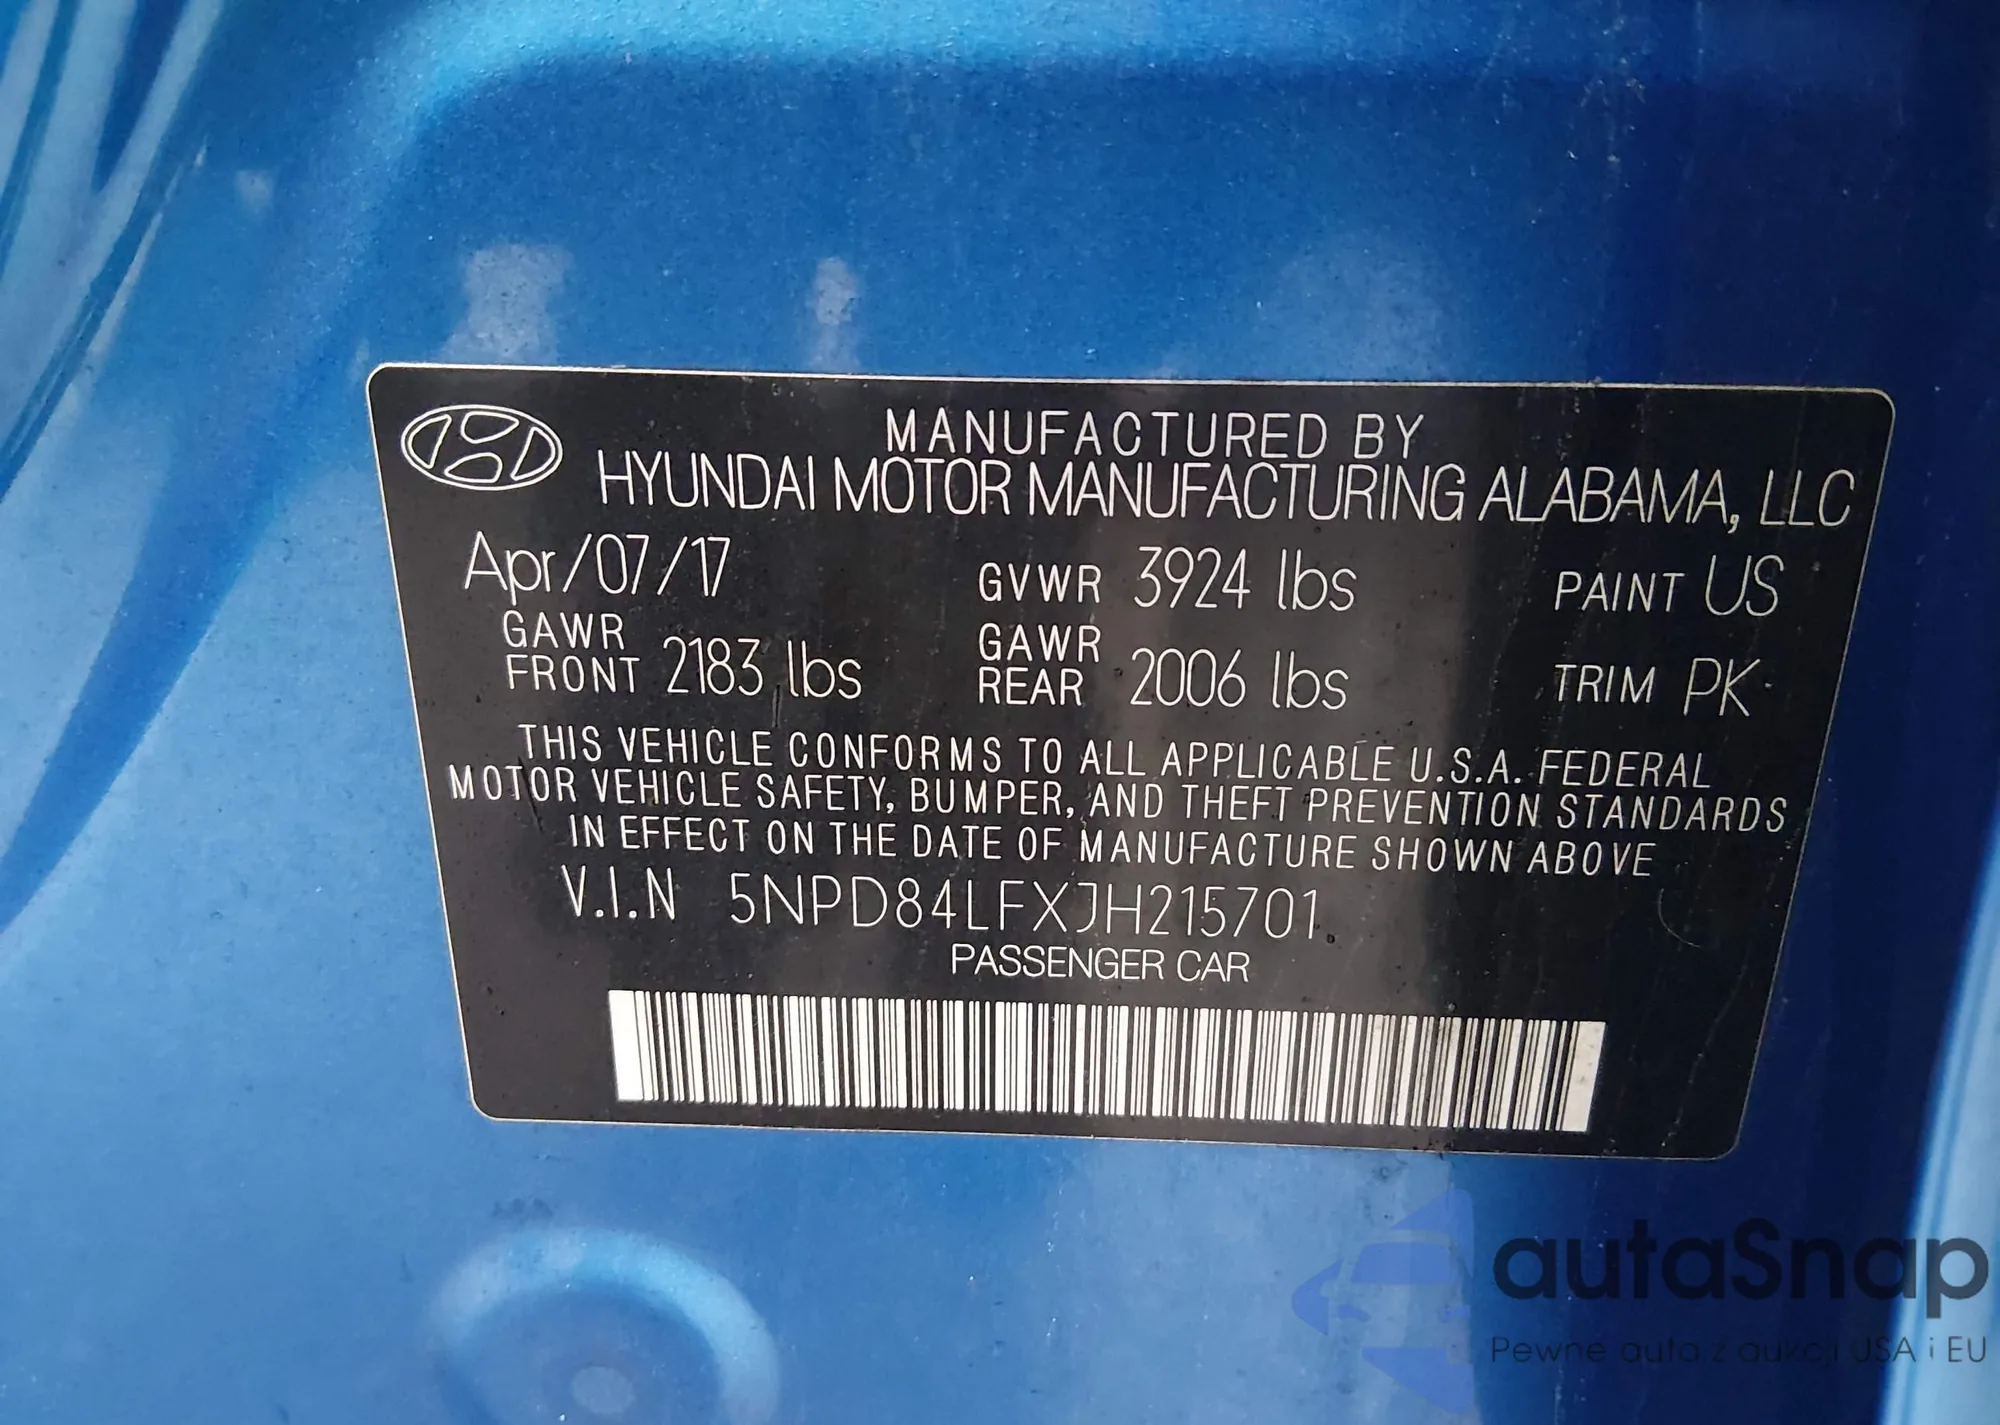 MANUFACTURED BY
HYUNDAI MOTOR MANUFACTURING ALABAMA, LLC
Apr/07/17 GVWR 3924 lbs PAINT US
GAWR FRONT 2183 lbs GAWR REAR 2006 lbs TRIM PK
THIS VEHICLE CONFORMS TO ALL APPLICABLE U.S.A. FEDERAL
MOTOR VEHICLE SAFETY, BUMPER, AND THEFT PREVENTION STANDARDS
IN EFFECT ON THE DATE OF MANUFACTURE SHOWN ABOVE
V.I.N 5NPD84LFXJH215701
PASSENGER CAR
autaSnap
Pewne auta z aukcji USA i EU